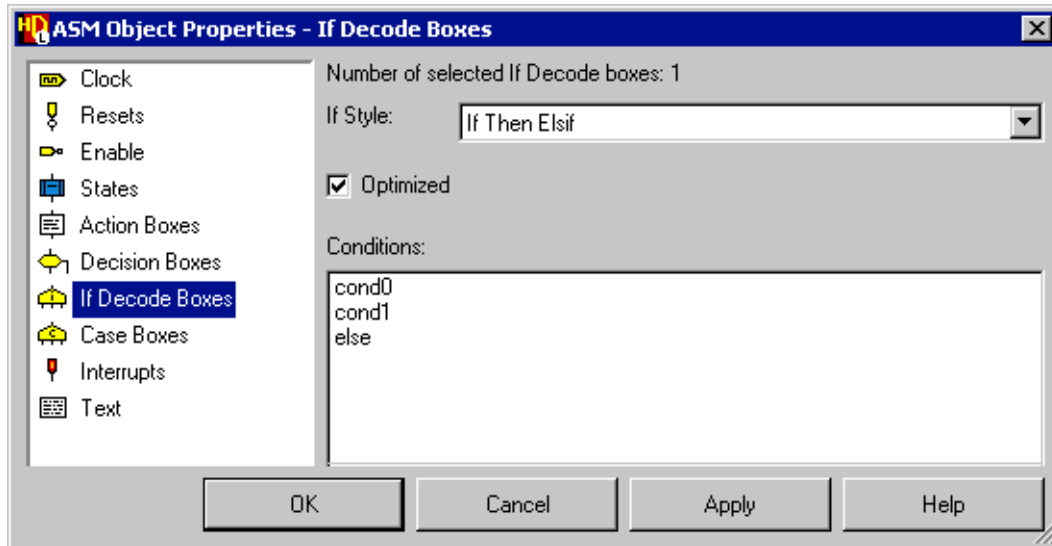 ASM Object Properties - If Decode Boxes
Clock
Resets
Enable
States
Action Boxes
Decision Boxes
If Decode Boxes
Case Boxes
Interrupts
Text
Number of selected If Decode boxes: 1
If Style:
If Then Elsif
Optimized
Conditions:
cond0
cond1
else
OK
Cancel
Apply
Help